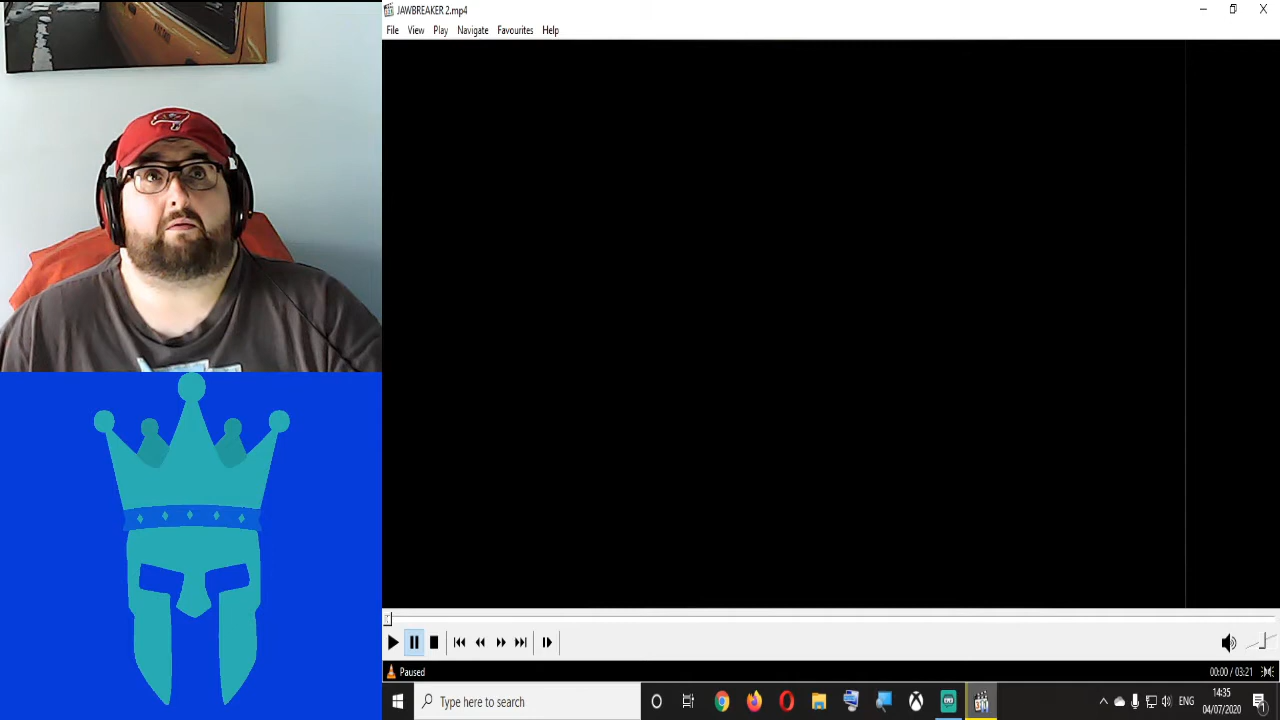 JAWBREAKER 2.mp4
File View Play Navigate Favourites Help
Paused
00:00 / 03:21
Type here to search
ENG
14:35
04/07/2020